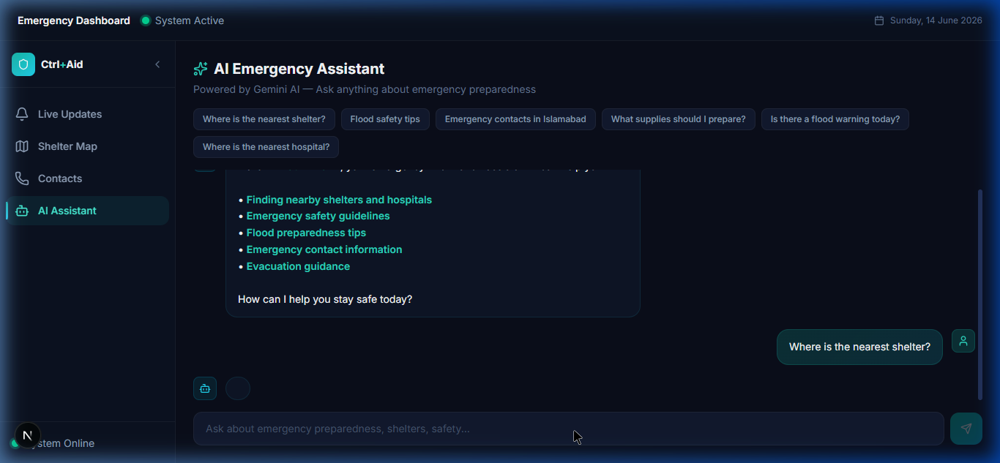 Emergency Dashboard System Active
Sunday, 14 June 2026
Ctrl+Aid
Live Updates
Shelter Map
Contacts
AI Assistant
N
System Online
AI Emergency Assistant
Powered by Gemini AI — Ask anything about emergency preparedness
Where is the nearest shelter? Flood safety tips Emergency contacts in Islamabad What supplies should I prepare? Is there a flood warning today?
Where is the nearest hospital?
• Finding nearby shelters and hospitals
• Emergency safety guidelines
• Flood preparedness tips
• Emergency contact information
• Evacuation guidance
How can I help you stay safe today?
Where is the nearest shelter?
Ask about emergency preparedness, shelters, safety...